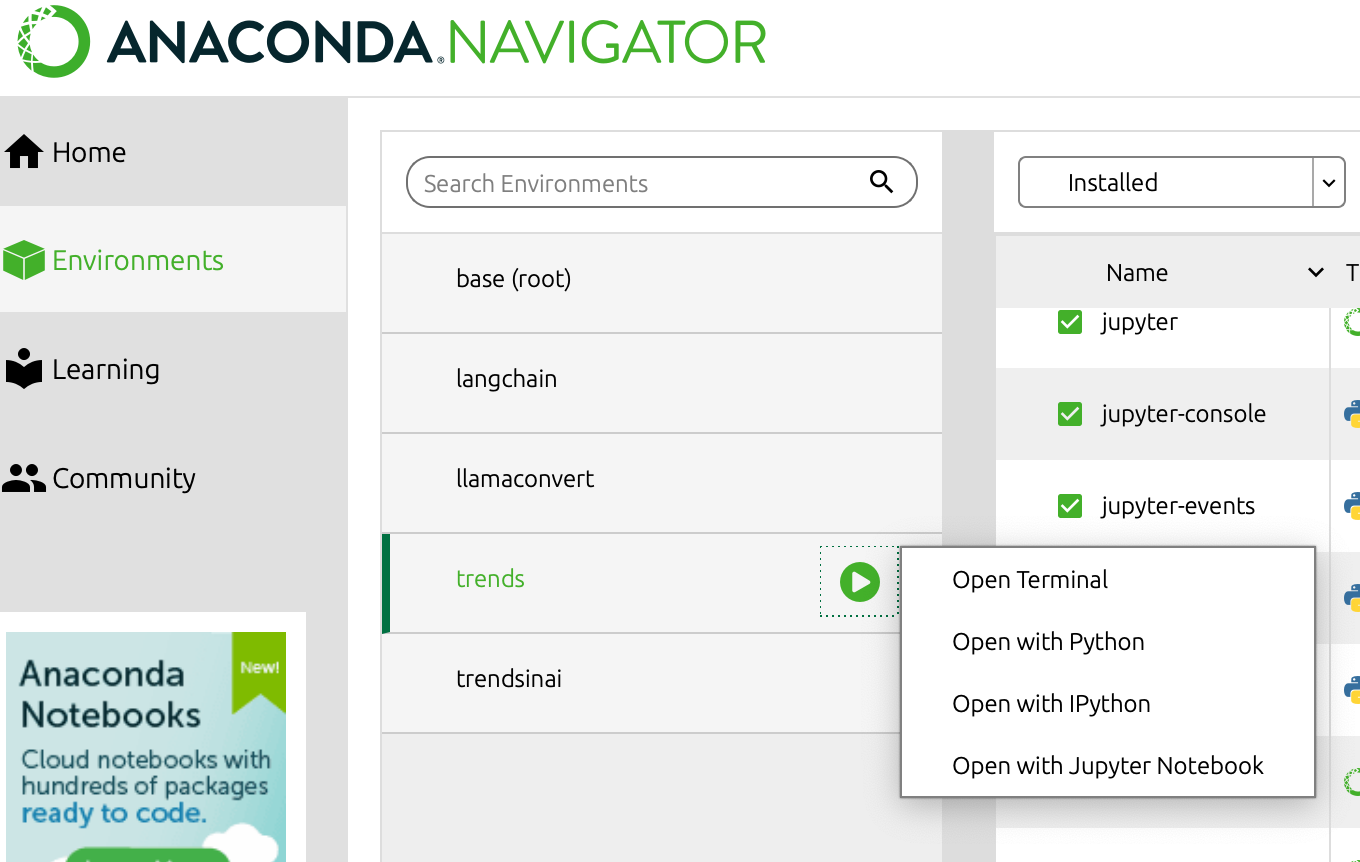 ANACONDA.NAVIGATOR
Home
Environments
Learning
Community
Anaconda
Notebooks
New!
Cloud notebooks with
hundreds of packages
ready to code.
Search Environments
base (root)
langchain
llamaconvert
trends
trendsinai
Installed
Name
T
jupyter
jupyter-console
jupyter-events
Open Terminal
Open with Python
Open with IPython
Open with Jupyter Notebook